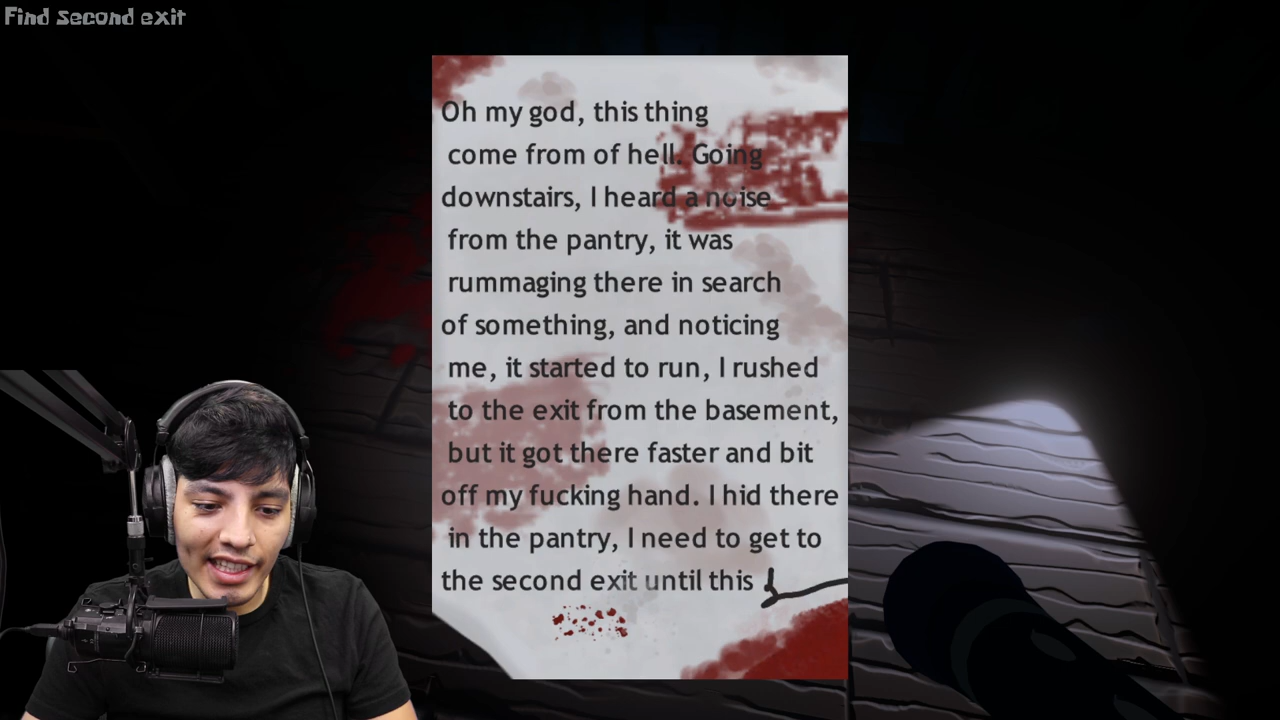 Find second exit
Oh my god, this thing
come from of hell. Going
downstairs, I heard a noise
from the pantry, it was
rummaging there in search
of something, and noticing
me, it started to run, I rushed
to the exit from the basement,
but it got there faster and bit
off my fucking hand. I hid there
in the pantry, I need to get to
the second exit until this